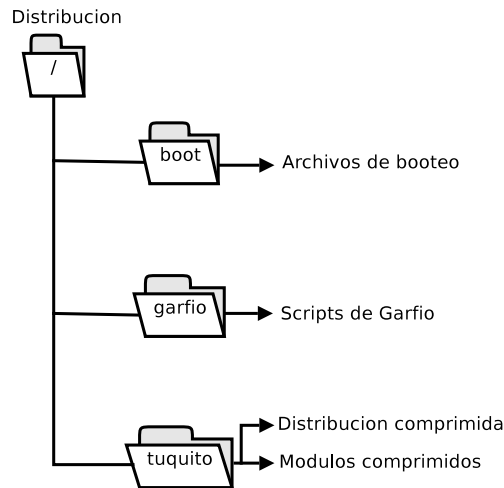 Distribucion
/
boot
Archivos de booteo
garfio
Scripts de Garfio
Distribucion comprimida
tuquito
Modulos comprimidos